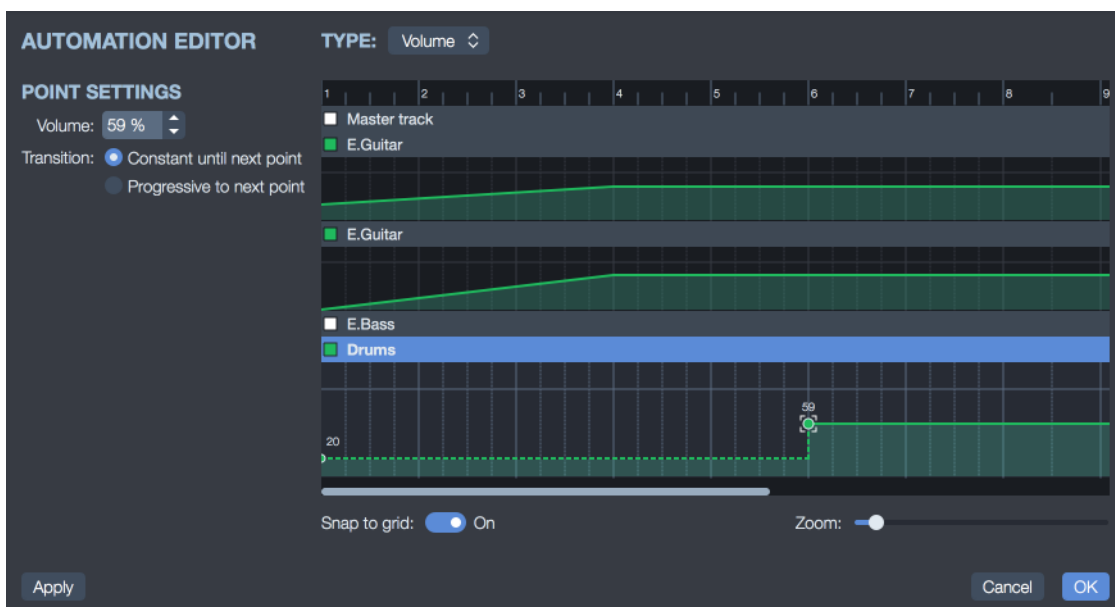 AUTOMATION EDITOR
TYPE: Volume
POINT SETTINGS
Volume: 59 %
Transition: Constant until next point
Progressive to next point
1 2 3 4 5 6 7 8 9
Master track
E.Guitar
E.Guitar
E.Bass
Drums
59
20
Snap to grid: On
Zoom:
Apply
Cancel
OK